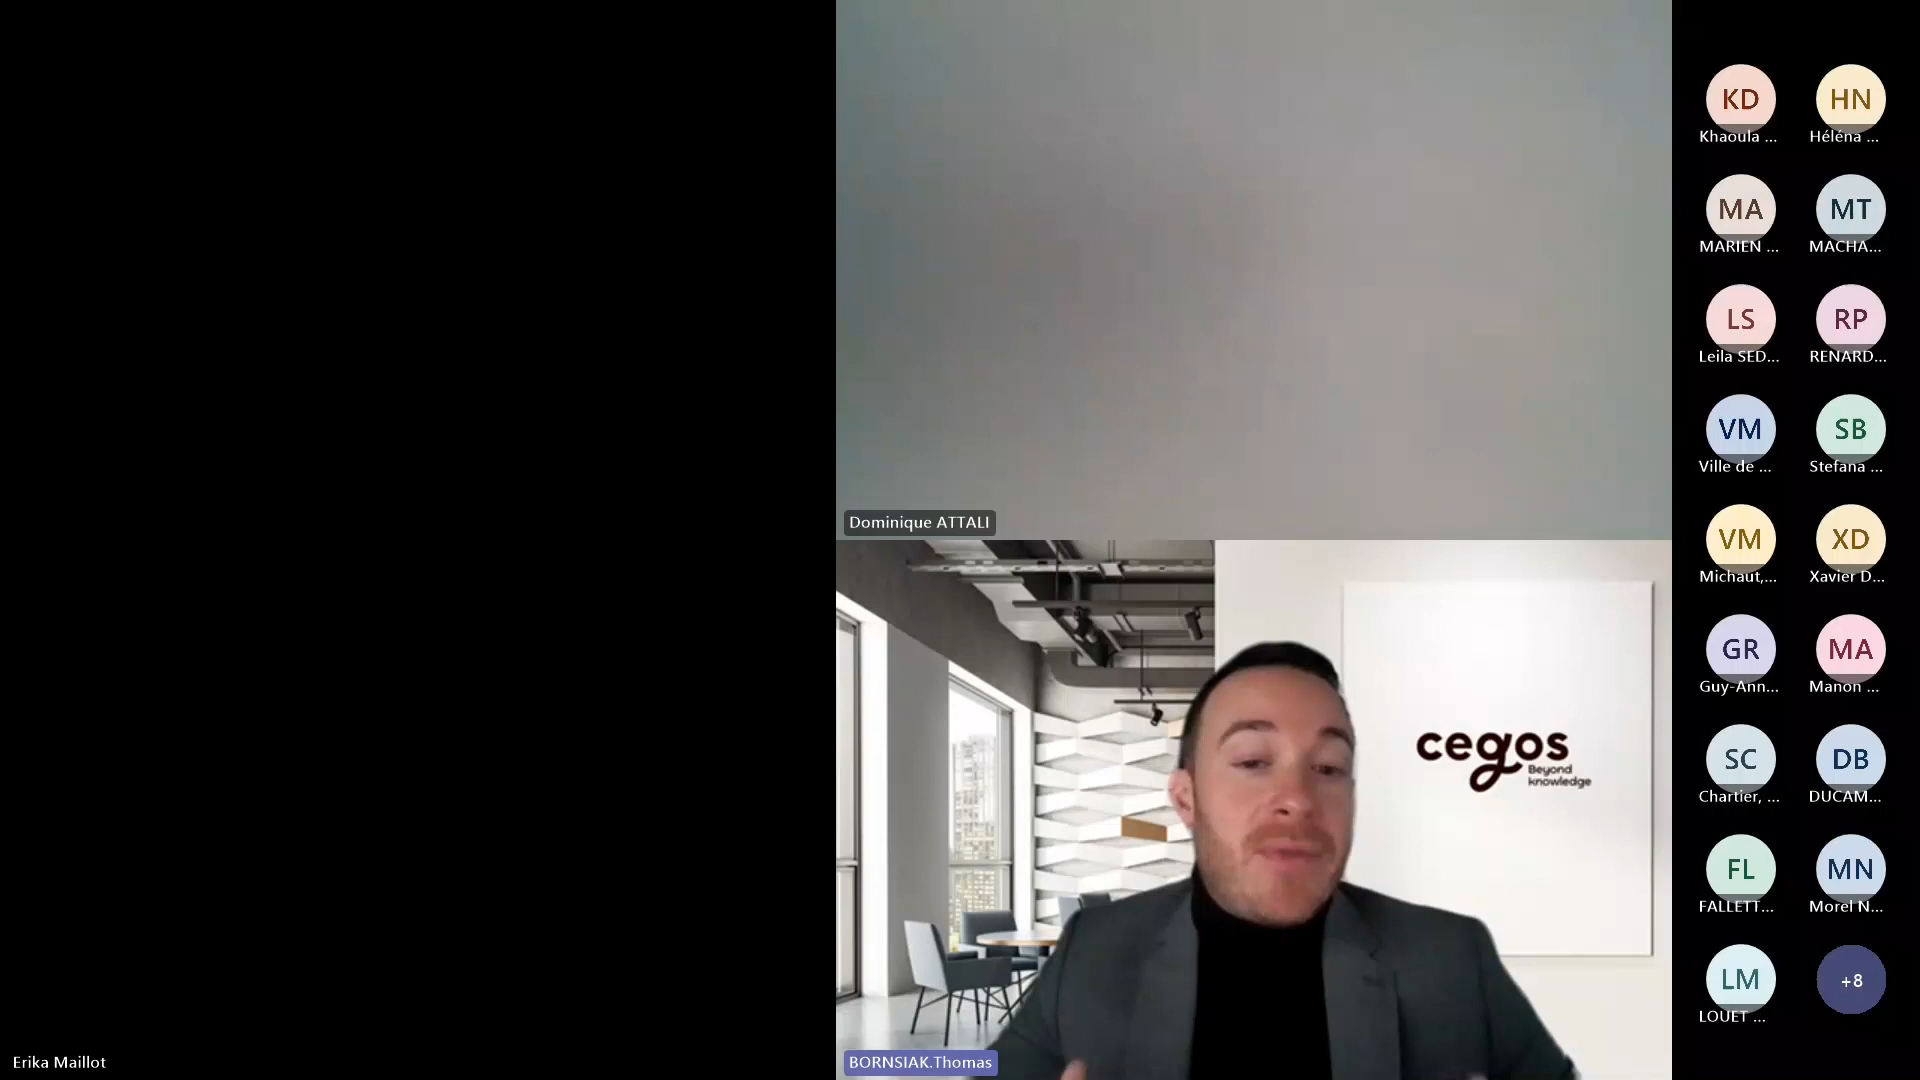 Erika Maillot
Dominique ATTALI
cegos
Beyond
knowledge
BORNSIAK.Thomas
KD
Khaoula ...
HN
Héléna ...
MA
MARIEN ...
MT
MACHA...
LS
Leila SED...
RP
RENARD...
VM
Ville de ...
SB
Stefana ...
VM
Michaut,...
XD
Xavier D...
GR
Guy-Ann...
MA
Manon ...
SC
Chartier, ...
DB
DUCAM...
FL
FALLETT...
MN
Morel N...
LM
LOUET ...
+8